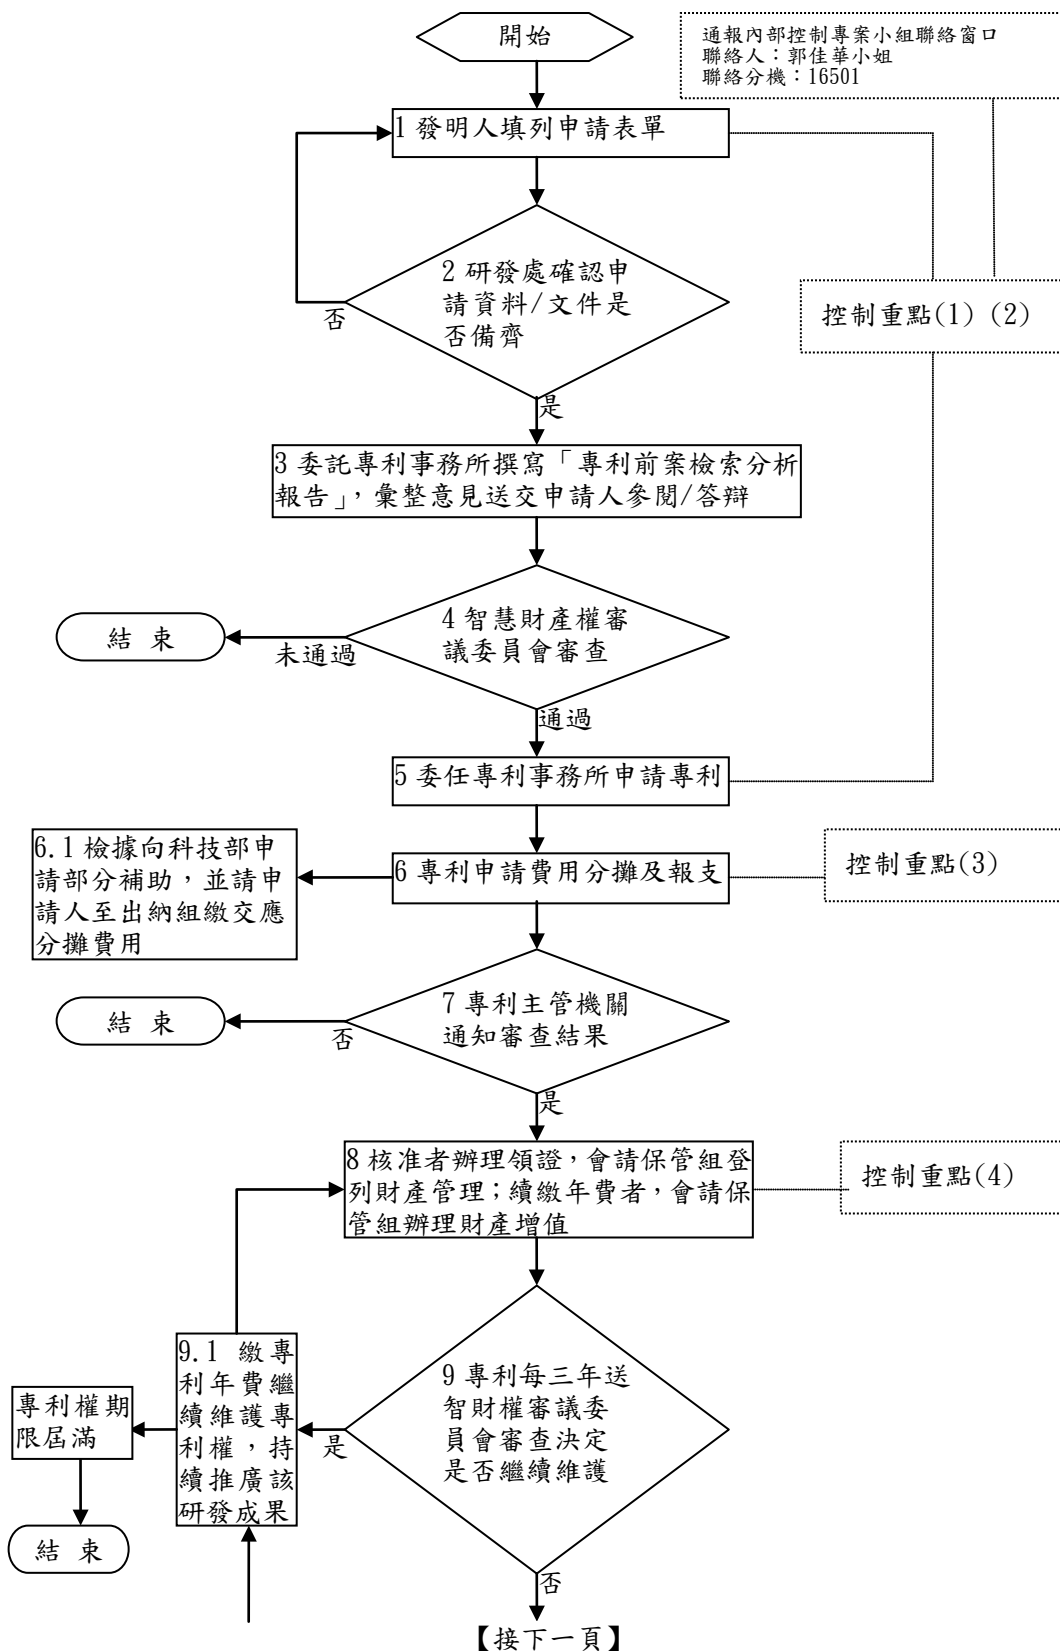 開始
通報內部控制專案小組聯絡窗口
聯絡人：郭佳華小姐
聯絡分機：16501
1 發明人填列申請表單
2 研發處確認申
請資料/文件是
否備齊
否
控制重點(1) (2)
是
3 委託專利事務所撰寫「專利前案檢索分析
報告」，彙整意見送交申請人參閱/答辯
4 智慧財產權審
議委員會審查
結 束
未通過
通過
5 委任專利事務所申請專利
6.1 檢據向科技部申
請部分補助，並請申
請人至出納組繳交應
分攤費用
6 專利申請費用分攤及報支
控制重點(3)
7 專利主管機關
通知審查結果
結 束
否
是
8 核准者辦理領證，會請保管組登
列財產管理；續繳年費者，會請保
管組辦理財產增值
控制重點(4)
9.1 繳專
利年費繼
續維護專
利權，持
續推廣該
研發成果
專利權期
限屆滿
是
9 專利每三年送
智財權審議委
員會審查決定
是否繼續維護
結 束
否
【接下一頁】